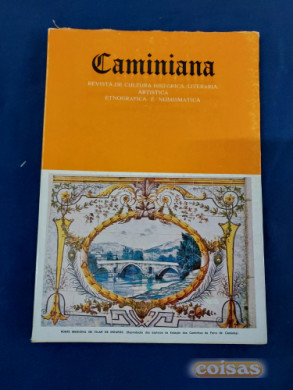 Caminiana
REVISTA DE CULTURA HISTÓRICA, LITERÁRIA,
ARTÍSTICA,
ETNOGRÁFICA E NUMISMÁTICA
coisas